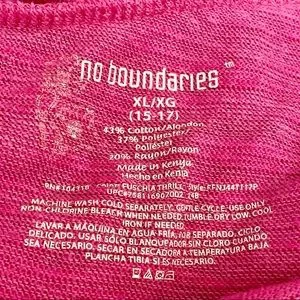 no boundaries™
XL/XG
(15-17)
43% Cotton/Algodon
37% Polyester/
Poliéster
20% Rayon/Rayon
Made in Kenya
Hecho en Kenia
COLOR: FUSCHIA THRILL
MACHINE WASH COLD SEPARATELY, GENTLE CYCLE. USE ONLY
NON-CHLORINE BLEACH WHEN NEEDED. TUMBLE DRY LOW. COOL
IRON IF NEEDED.
LAVAR A MÁQUINA EN AGUA FRÍA, POR SEPARADO. CICLO
DELICADO. USAR SÓLO BLANQUEADOR SIN CLORO CUANDO
SEA NECESARIO. SECAR EN SECADORA A TEMPERATURA BAJA.
PLANCHA TIBIA SI ES NECESARIO.